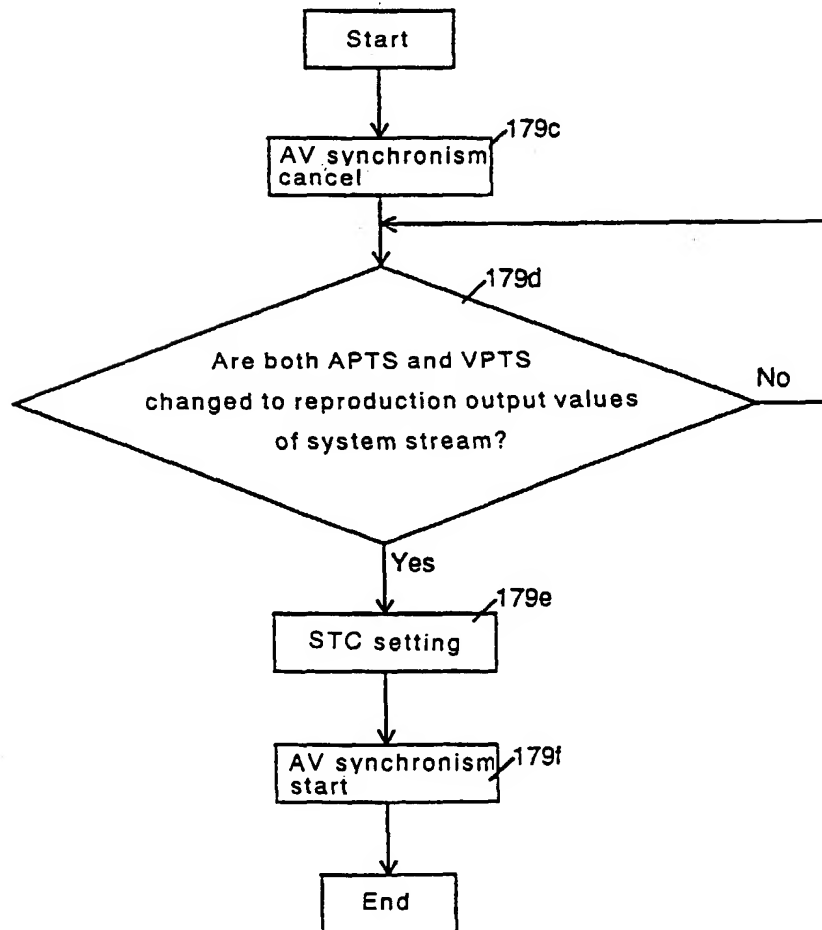 Start
179c
AV synchronism
cancel
179d
Are both APTS and VPTS
changed to reproduction output values
of system stream?
No
Yes
179e
STC setting
179f
AV synchronism
start
End